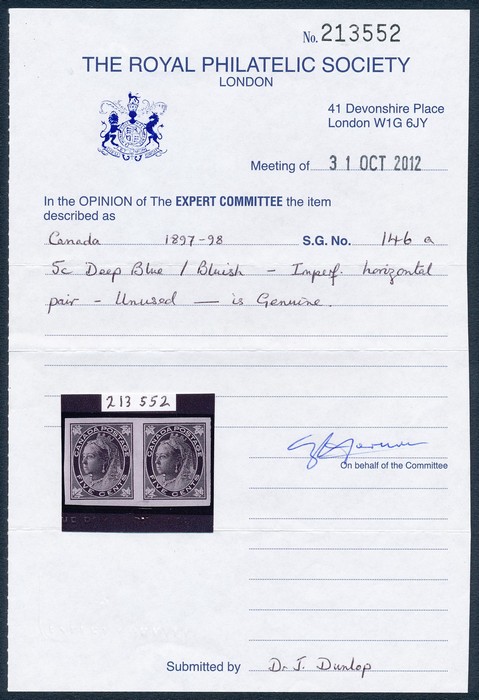 No. 213552
THE ROYAL PHILATELIC SOCIETY
LONDON
41 Devonshire Place
London W1G 6JY
Meeting of 31 OCT 2012
In the OPINION of The EXPERT COMMITTEE the item
described as
Canada 1897-98 S.G. No. 146 a
5c Deep Blue / Bluish - Imperf. horizontal
pair - Unused — is Genuine.
213 552
CANADA POSTAGE CANADA POSTAGE
FIVE CENTS FIVE CENTS
On behalf of the Committee
Submitted by Dr J. Dunlop